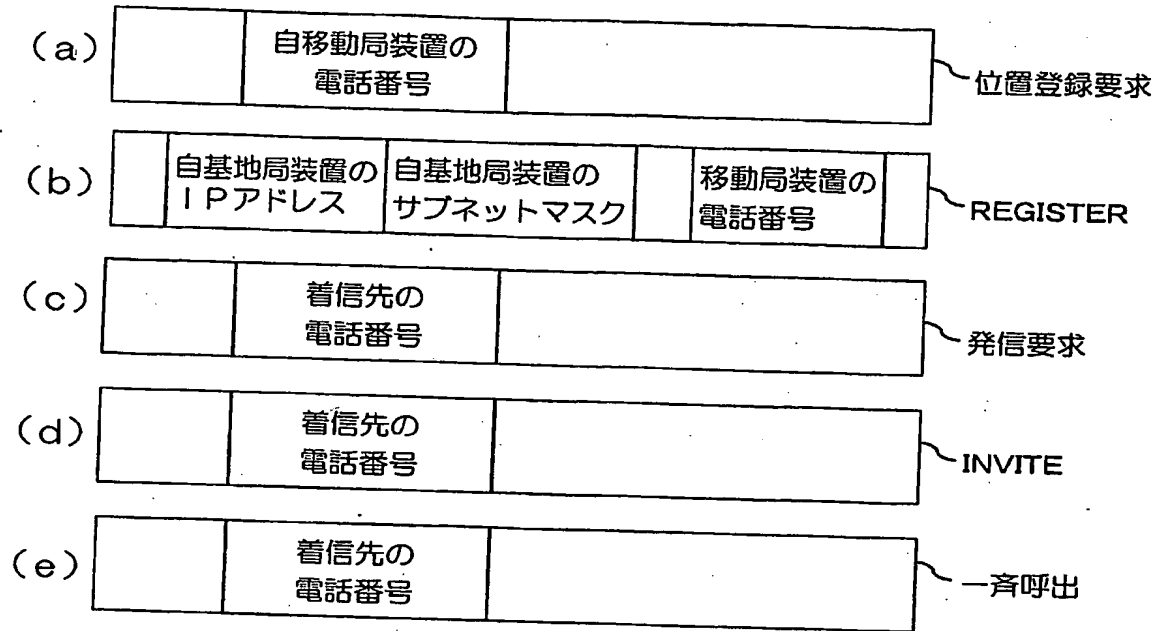 (a)
自移動局装置の
電話番号
位置登録要求
(b)
自基地局装置の
IPアドレス
自基地局装置の
サブネットマスク
移動局装置の
電話番号
REGISTER
(c)
着信先の
電話番号
発信要求
(d)
着信先の
電話番号
INVITE
(e)
着信先の
電話番号
一斉呼出